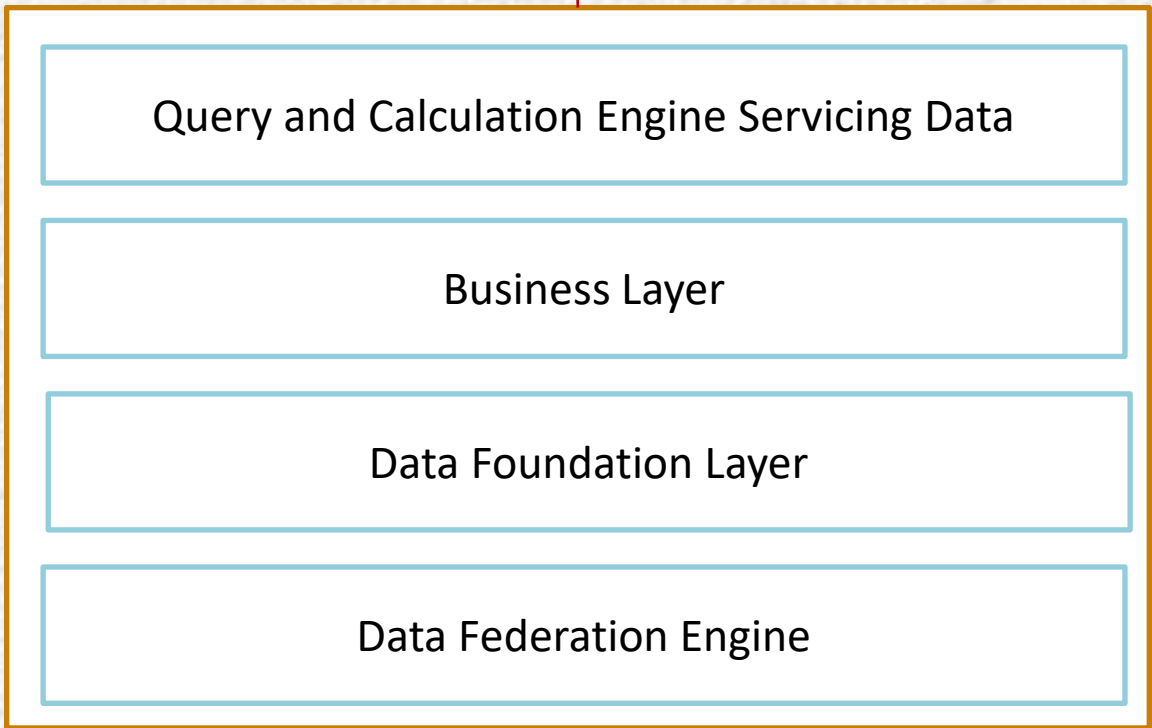 Query and Calculation Engine Servicing Data
Business Layer
Data Foundation Layer
Data Federation Engine